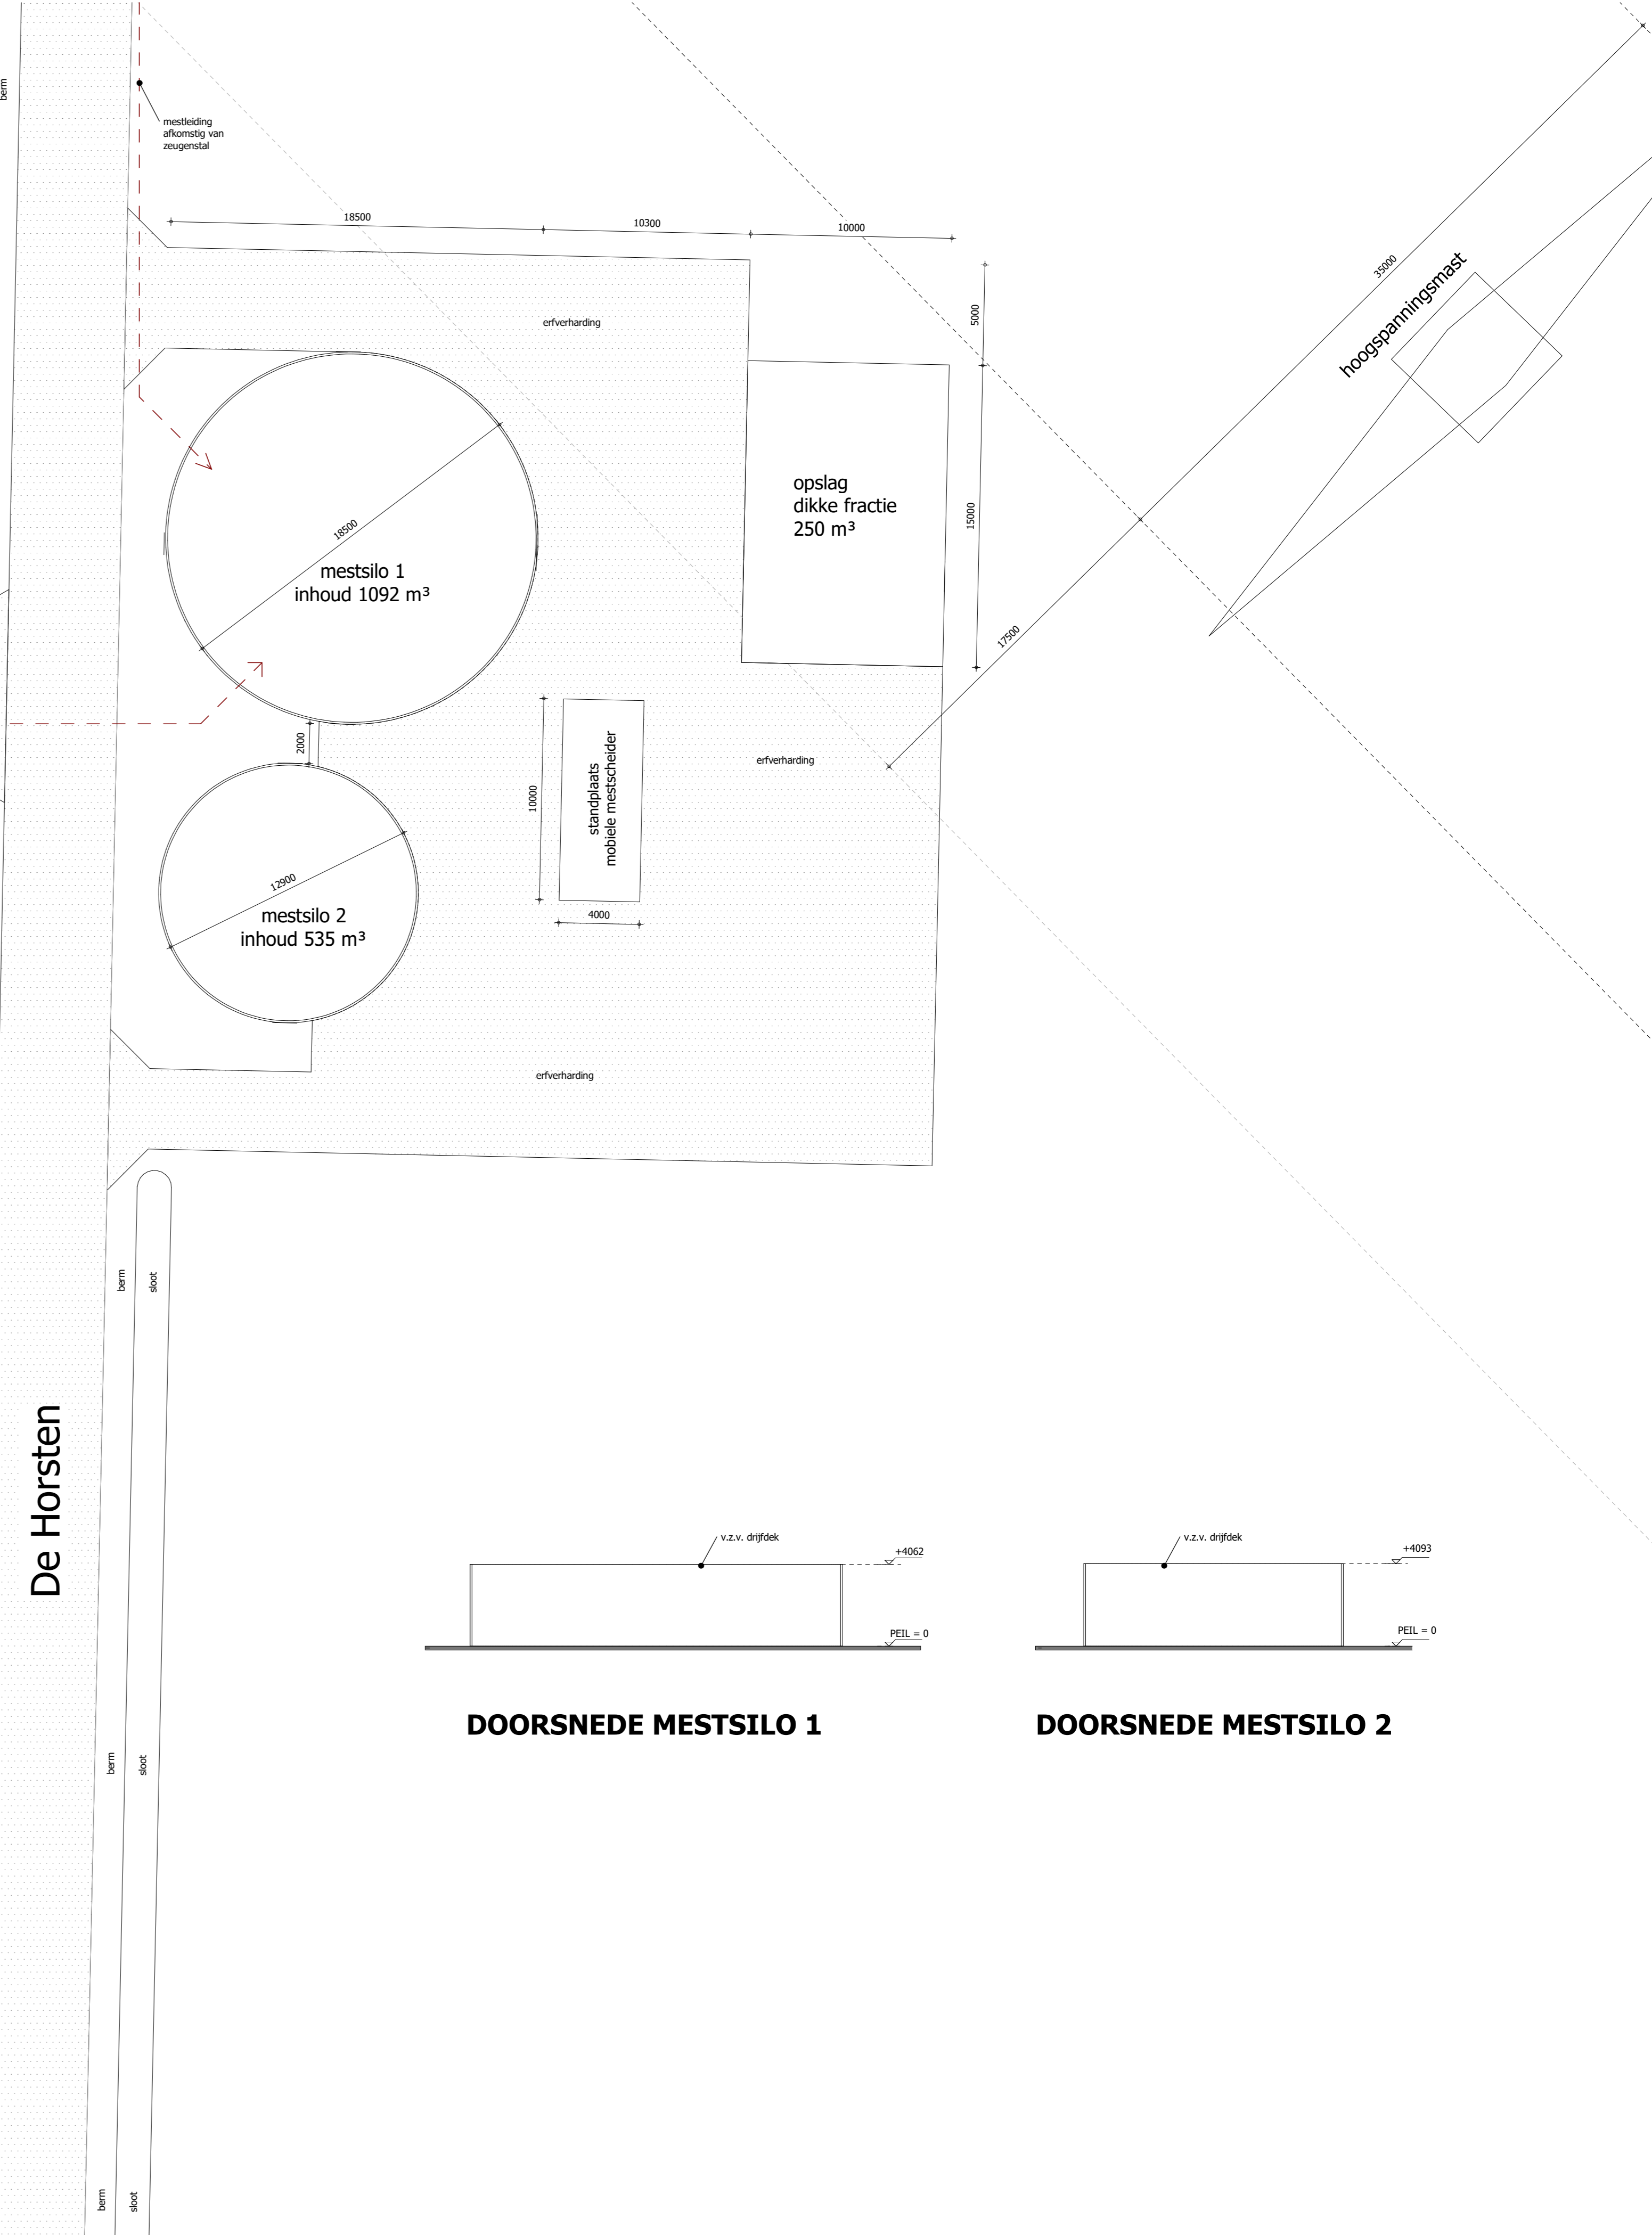 berm
mestleiding
afkomstig van
zeugenstal
18500
10300
10000
5000
35000
hoogspanningsmast
erfverharding
opslag
dikke fractie
250 m³
15000
18500
mestsilo 1
inhoud 1092 m³
17500
2000
10000
standplaats
mobiele mestscheider
erfverharding
12900
mestsilo 2
inhoud 535 m³
4000
erfverharding
berm
sloot
De Horsten
v.z.v. drijfdek
+4062
PEIL = 0
v.z.v. drijfdek
+4093
PEIL = 0
DOORSNEDE MESTSILO 1
DOORSNEDE MESTSILO 2
berm
sloot
berm
sloot